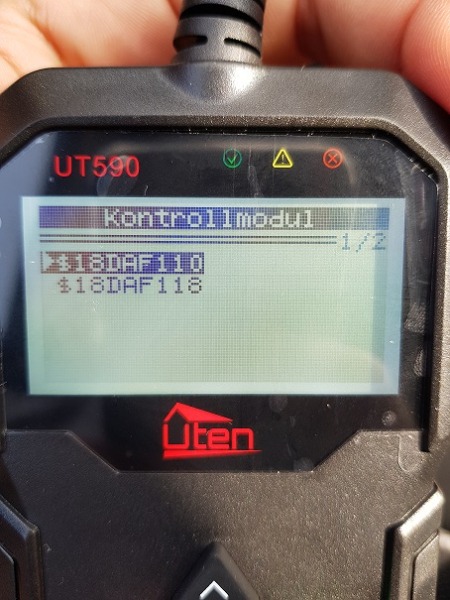 UT590
Kontrollmodul
1/2
$18DAF110
$18DAF118
Uten